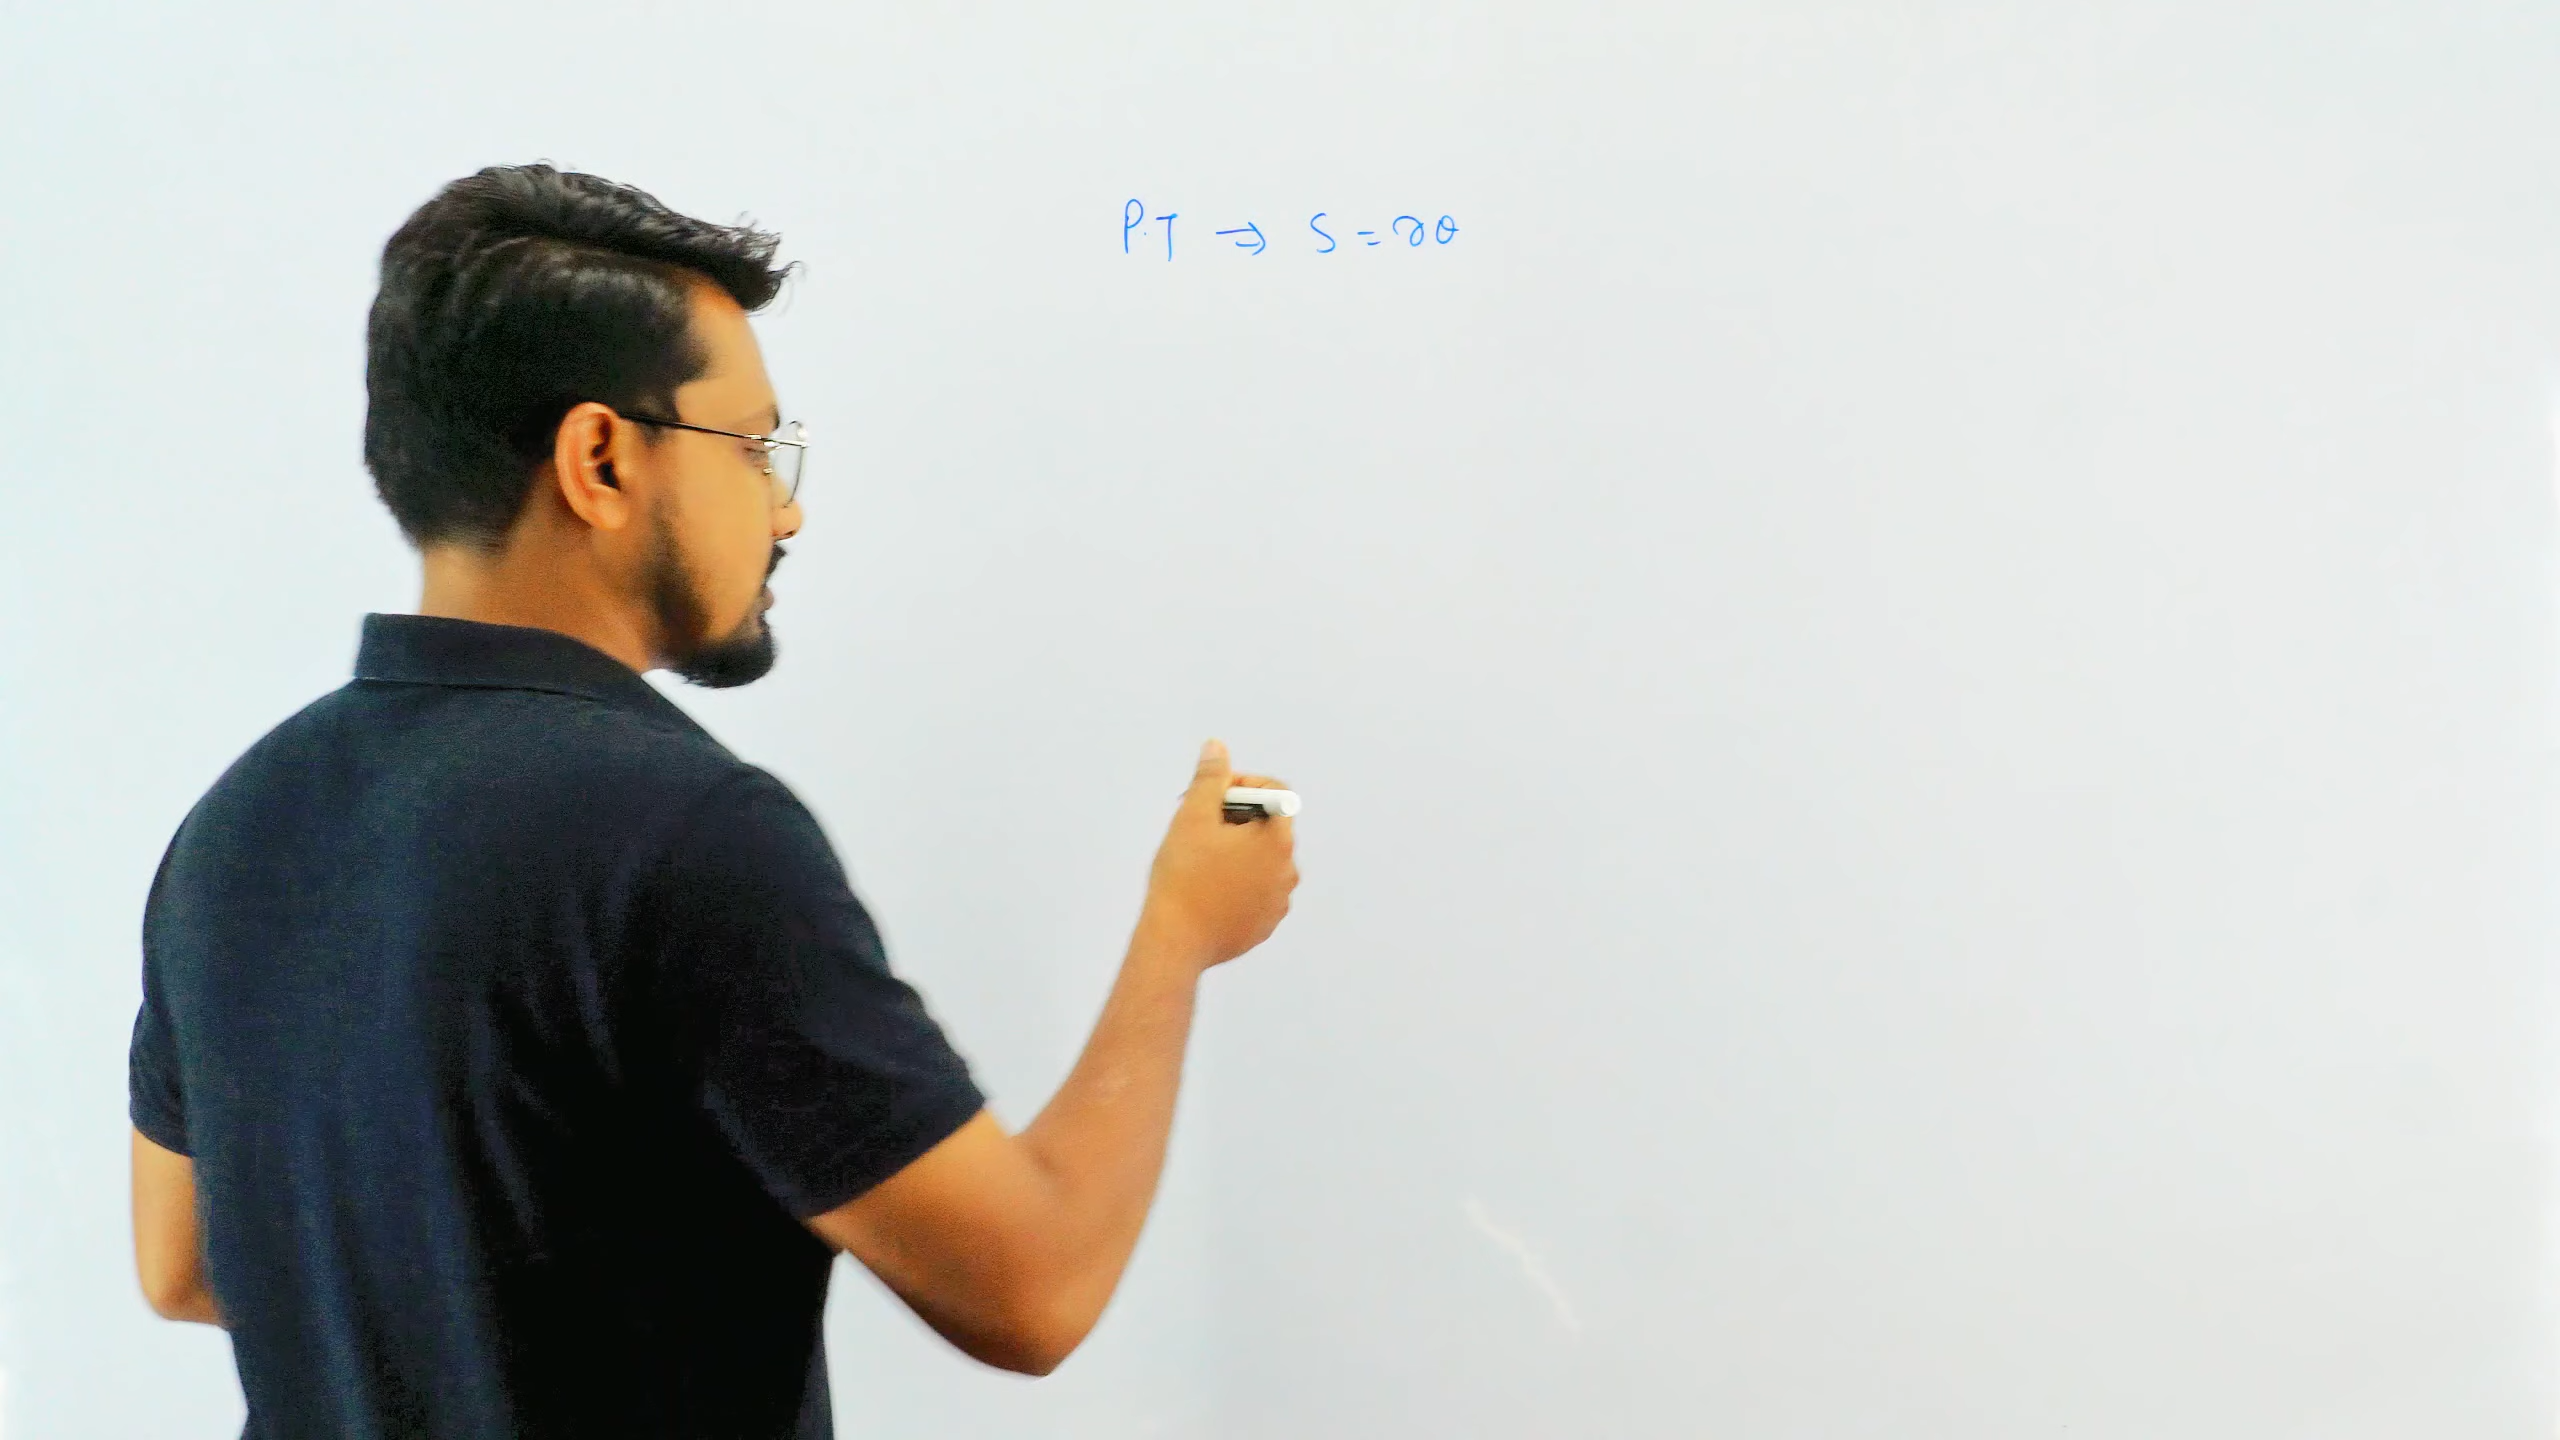 P.T → S = rθ